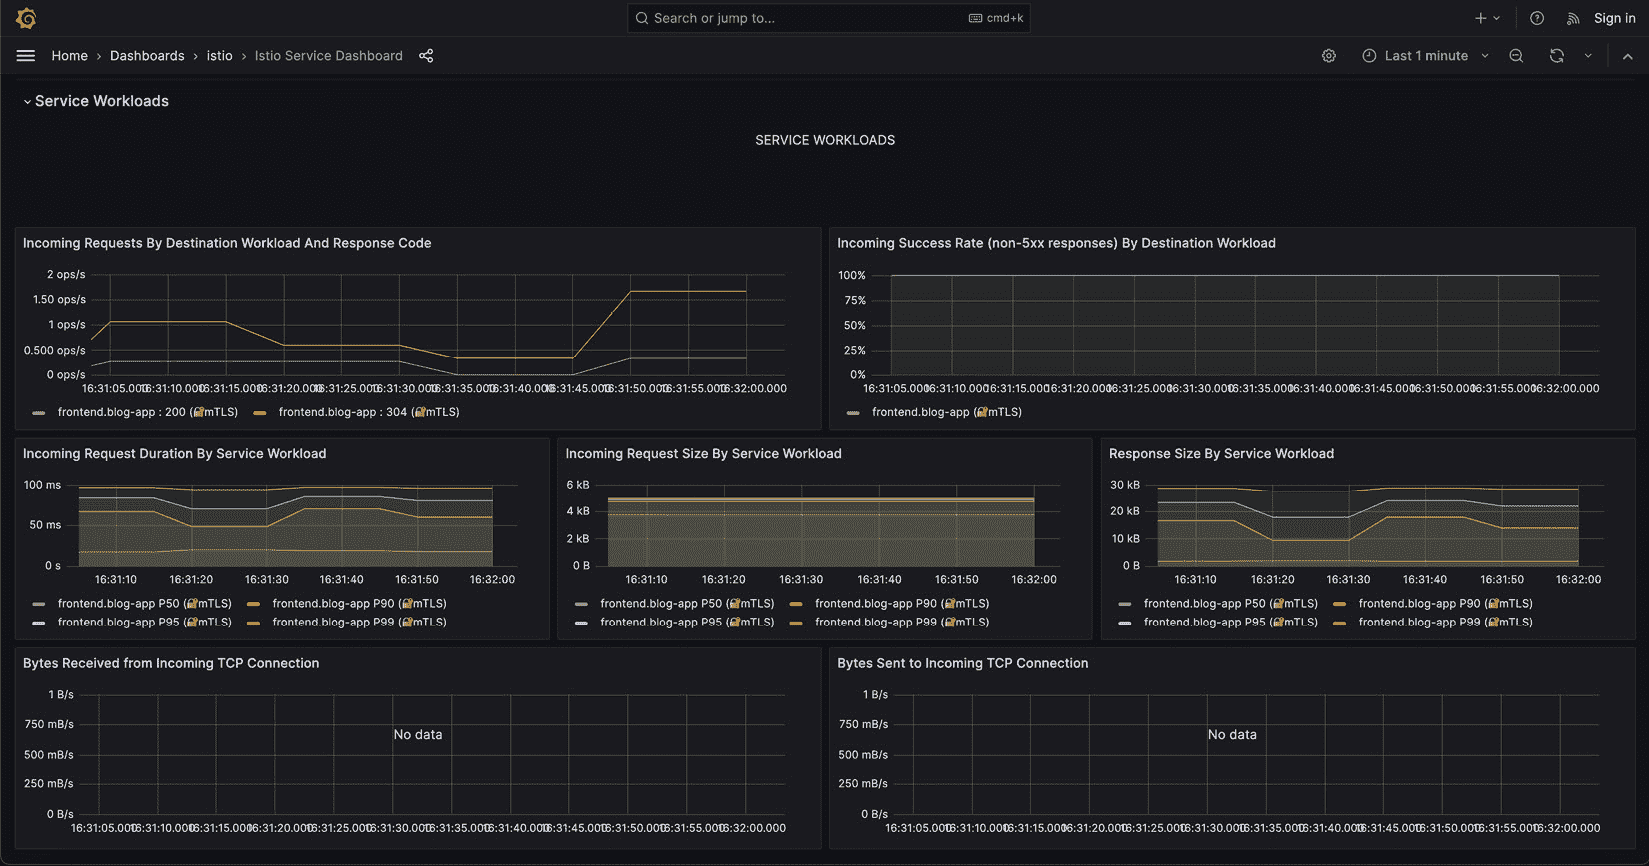 Search or jump to...
cmd+k
Sign in
Home › Dashboards › istio › Istio Service Dashboard
Last 1 minute
Service Workloads
SERVICE WORKLOADS
Incoming Requests By Destination Workload And Response Code
2 ops/s
1.50 ops/s
1 ops/s
0.500 ops/s
0 ops/s
16:31:05.000 16:31:10.000 16:31:15.000 16:31:20.000 16:31:25.000 16:31:30.000 16:31:35.000 16:31:40.000 16:31:45.000 16:31:50.000 16:31:55.000 16:32:00.000
frontend.blog-app : 200 (🔐mTLS) frontend.blog-app : 304 (🔐mTLS)
Incoming Success Rate (non-5xx responses) By Destination Workload
100%
75%
50%
25%
0%
16:31:05.000 16:31:10.000 16:31:15.000 16:31:20.000 16:31:25.000 16:31:30.000 16:31:35.000 16:31:40.000 16:31:45.000 16:31:50.000 16:31:55.000 16:32:00.000
frontend.blog-app (🔐mTLS)
Incoming Request Duration By Service Workload
100 ms
50 ms
0 s
16:31:10 16:31:20 16:31:30 16:31:40 16:31:50 16:32:00
frontend.blog-app P50 (🔐mTLS) frontend.blog-app P90 (🔐mTLS)
frontend.blog-app P95 (🔐mTLS) frontend.blog-app P99 (🔐mTLS)
Incoming Request Size By Service Workload
6 kB
4 kB
2 kB
0 B
16:31:10 16:31:20 16:31:30 16:31:40 16:31:50 16:32:00
frontend.blog-app P50 (🔐mTLS) frontend.blog-app P90 (🔐mTLS)
frontend.blog-app P95 (🔐mTLS) frontend.blog-app P99 (🔐mTLS)
Response Size By Service Workload
30 kB
20 kB
10 kB
0 B
16:31:10 16:31:20 16:31:30 16:31:40 16:31:50 16:32:00
frontend.blog-app P50 (🔐mTLS) frontend.blog-app P90 (🔐mTLS)
frontend.blog-app P95 (🔐mTLS) frontend.blog-app P99 (🔐mTLS)
Bytes Received from Incoming TCP Connection
1 B/s
750 mB/s
500 mB/s
250 mB/s
0 B/s
No data
16:31:05.000 16:31:10.000 16:31:15.000 16:31:20.000 16:31:25.000 16:31:30.000 16:31:35.000 16:31:40.000 16:31:45.000 16:31:50.000 16:31:55.000 16:32:00.000
Bytes Sent to Incoming TCP Connection
1 B/s
750 mB/s
500 mB/s
250 mB/s
0 B/s
No data
16:31:05.000 16:31:10.000 16:31:15.000 16:31:20.000 16:31:25.000 16:31:30.000 16:31:35.000 16:31:40.000 16:31:45.000 16:31:50.000 16:31:55.000 16:32:00.000